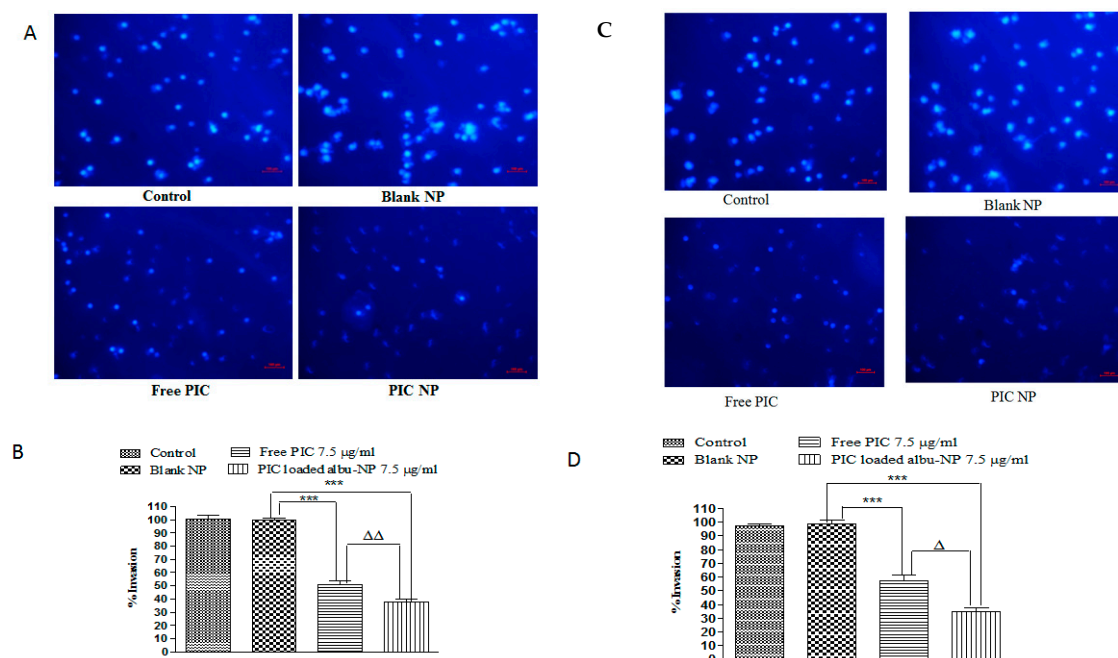 A
Control
Blank NP
Free PIC
PIC NP
B
Control
Free PIC 7.5 µg/ml
Blank NP
PIC loaded albu-NP 7.5 µg/ml
***
***
ΔΔ
% Invasion
110
100
90
80
70
60
50
40
30
20
10
0
C
Control
Blank NP
Free PIC
PIC NP
D
Control
Free PIC 7.5 µg/ml
Blank NP
PIC loaded albu-NP 7.5 µg/ml
***
***
Δ
% Invasion
110
100
90
80
70
60
50
40
30
20
10
0